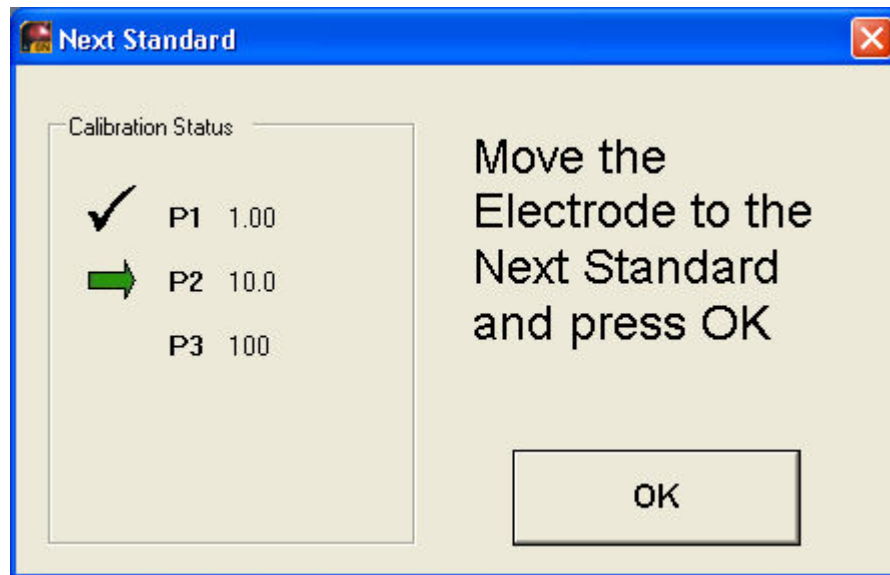 Next Standard
Calibration Status
P1 1.00
P2 10.0
P3 100
Move the
Electrode to the
Next Standard
and press OK
OK